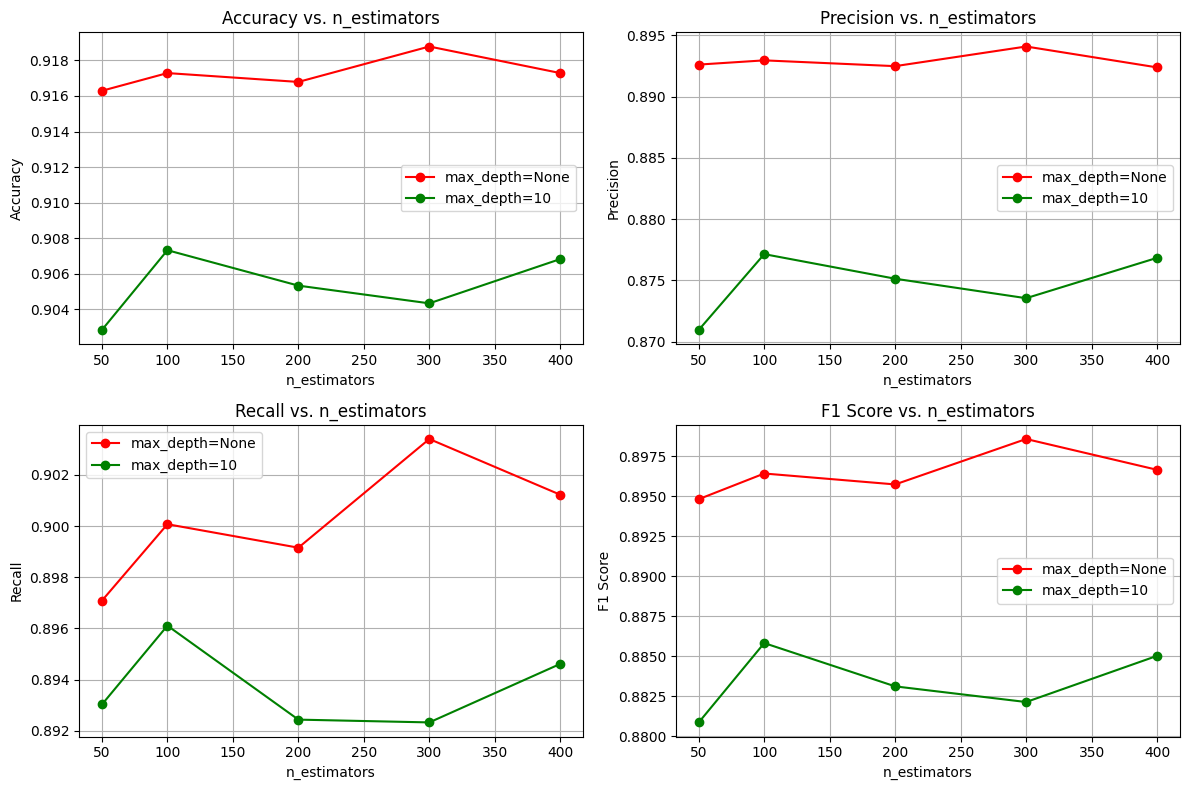 Accuracy vs. n_estimators
0.918
0.916
0.914
0.912
0.910
0.908
0.906
0.904
Accuracy
max_depth=None
max_depth=10
50 100 150 200 250 300 350 400
n_estimators
Precision vs. n_estimators
0.895
0.890
0.885
0.880
0.875
0.870
Precision
max_depth=None
max_depth=10
50 100 150 200 250 300 350 400
n_estimators
Recall vs. n_estimators
max_depth=None
max_depth=10
0.902
0.900
0.898
0.896
0.894
0.892
Recall
50 100 150 200 250 300 350 400
n_estimators
F1 Score vs. n_estimators
0.8975
0.8950
0.8925
0.8900
0.8875
0.8850
0.8825
0.8800
F1 Score
max_depth=None
max_depth=10
50 100 150 200 250 300 350 400
n_estimators